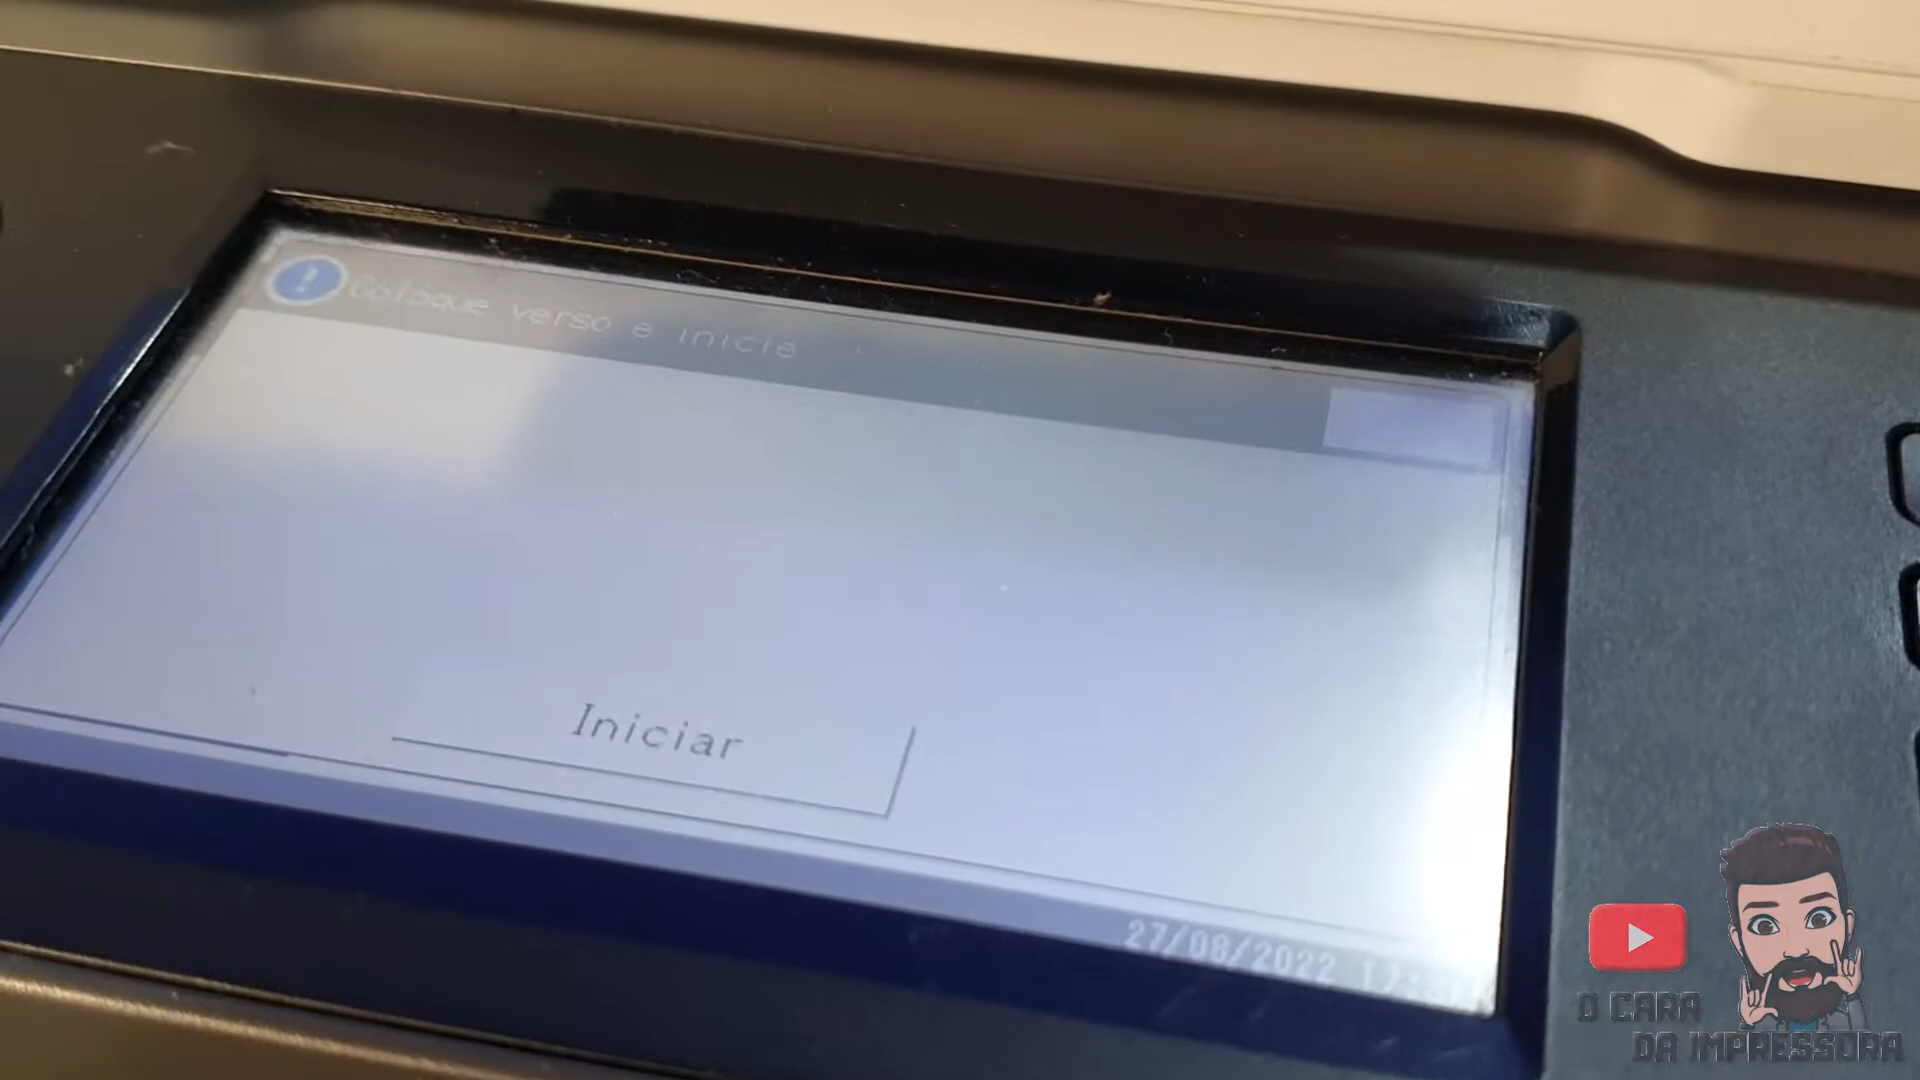 Coloque verso e inicie
Iniciar
27/08/2022
O CARA
DA IMPRESSORA